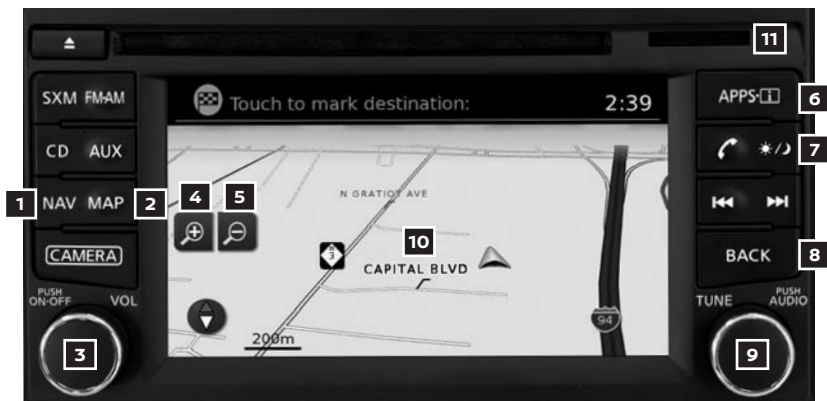 11
SXM FM·AM
APPS·i
6
Touch to mark destination:
2:39
CD AUX
7
1
NAV MAP
2
4
5
N GRATIOT AVE
CAMERA
M
3
10
CAPITAL BLVD
BACK
8
PUSH
ON·OFF
VOL
TUNE
PUSH
AUDIO
94
3
200m
9